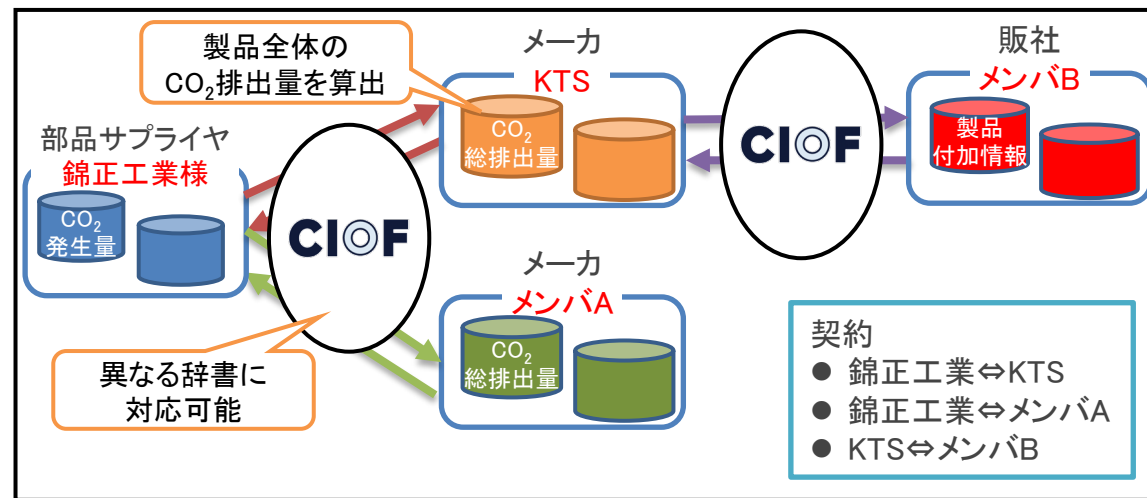 製品全体の
CO₂排出量を算出
部品サプライヤ
錦正工業様
CO₂
発生量
CIOF
異なる辞書に
対応可能
メーカ
KTS
CO₂
総排出量
メーカ
メンバA
CO₂
総排出量
CIOF
販社
メンバB
製品
付加情報
契約
● 錦正工業⇔KTS
● 錦正工業⇔メンバA
● KTS⇔メンバB